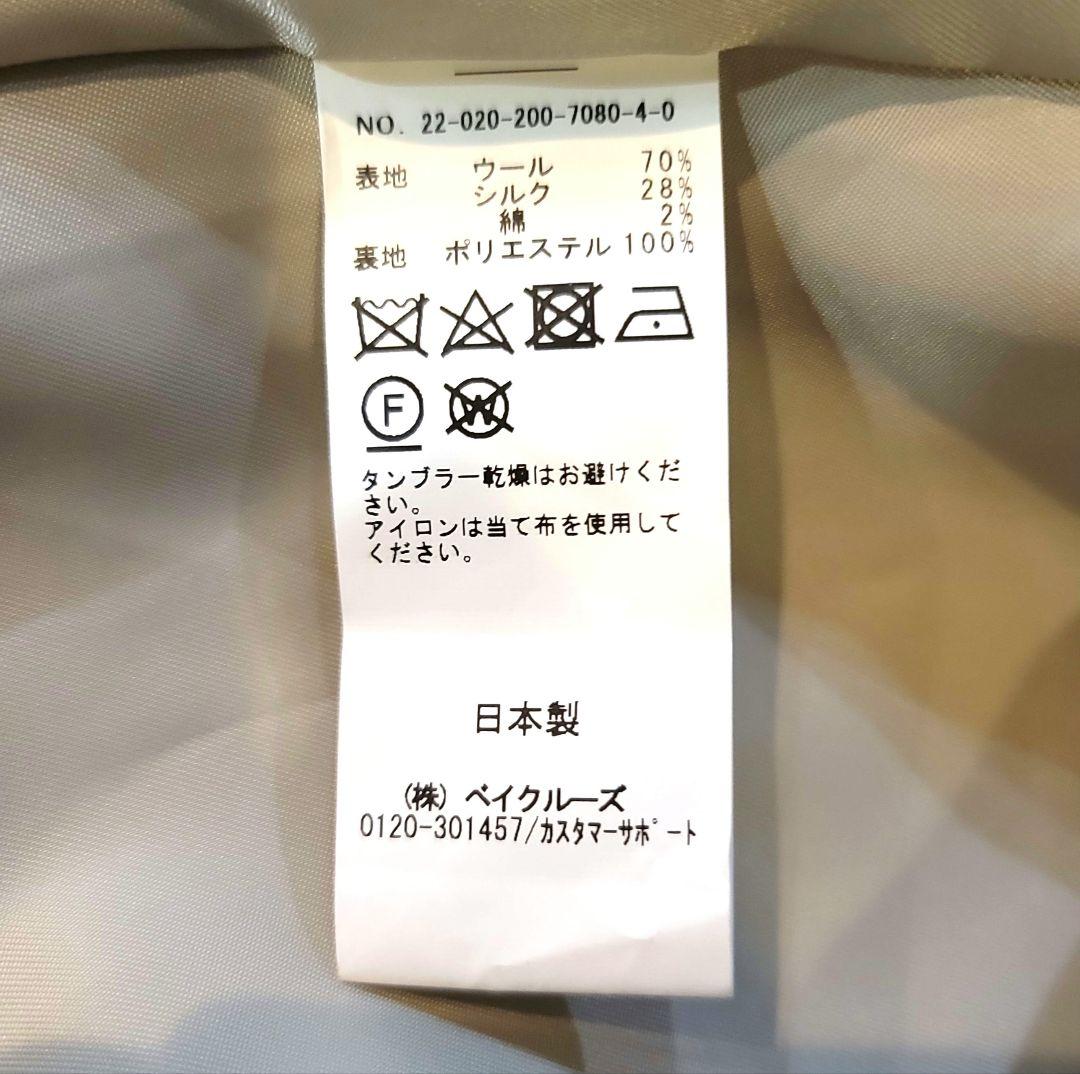 NO. 22-020-200-7080-4-0
表地 ウール 70%
シルク 28%
綿 2%
裏地 ポリエステル 100%
F W
タンブラー乾燥はお避けくだ
さい。
アイロンは当て布を使用して
ください。
日本製
(株) ベイクルーズ
0120-301457/カスタマーサポート